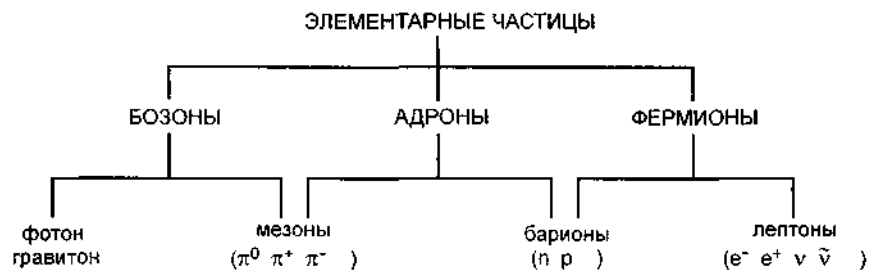 ЭЛЕМЕНТАРНЫЕ ЧАСТИЦЫ
БОЗОНЫ АДРОНЫ ФЕРМИОНЫ
фотон мезоны барионы лептоны
гравитон (π⁰ π⁺ π⁻ ) (n p ) (e⁻ e⁺ ν ν̃ )